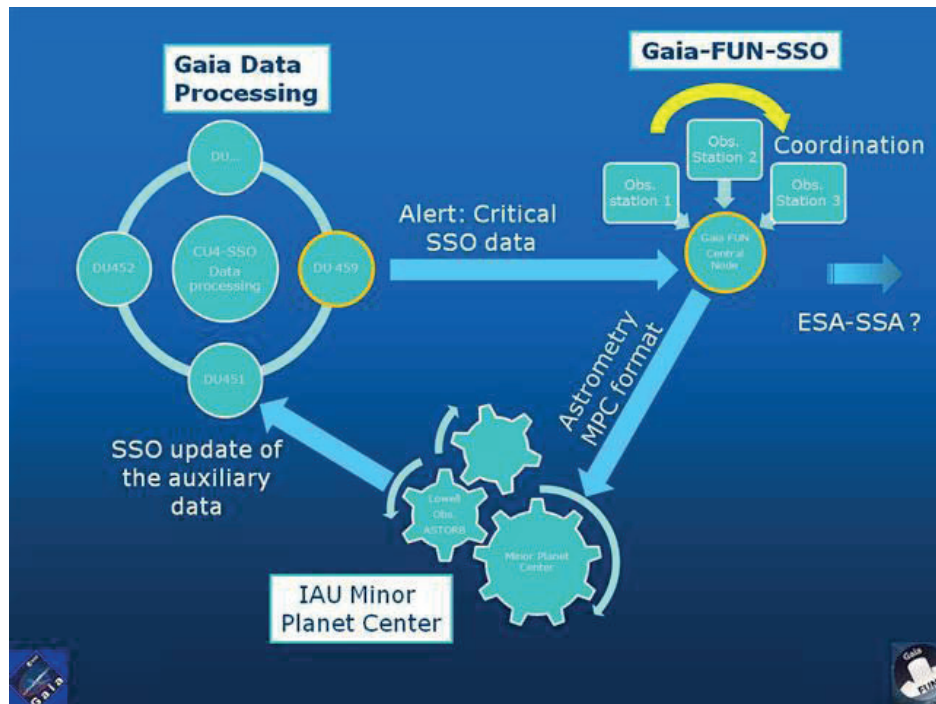 Gaia Data
Processing
DU...
DU452
CU4-SSO
Data
processing
DU 459
DU451
Alert: Critical
SSO data
Gaia-FUN-SSO
Coordination
Obs.
station 1
Obs.
Station 2
Obs.
Station 3
Gaia FUN
Central
Node
ESA-SSA ?
Astrometry
MPC format
SSO update of
the auxiliary
data
Lowell
Obs.
ASTORB
Minor Planet
Center
IAU Minor
Planet Center
Gaia
Gaia
FUN